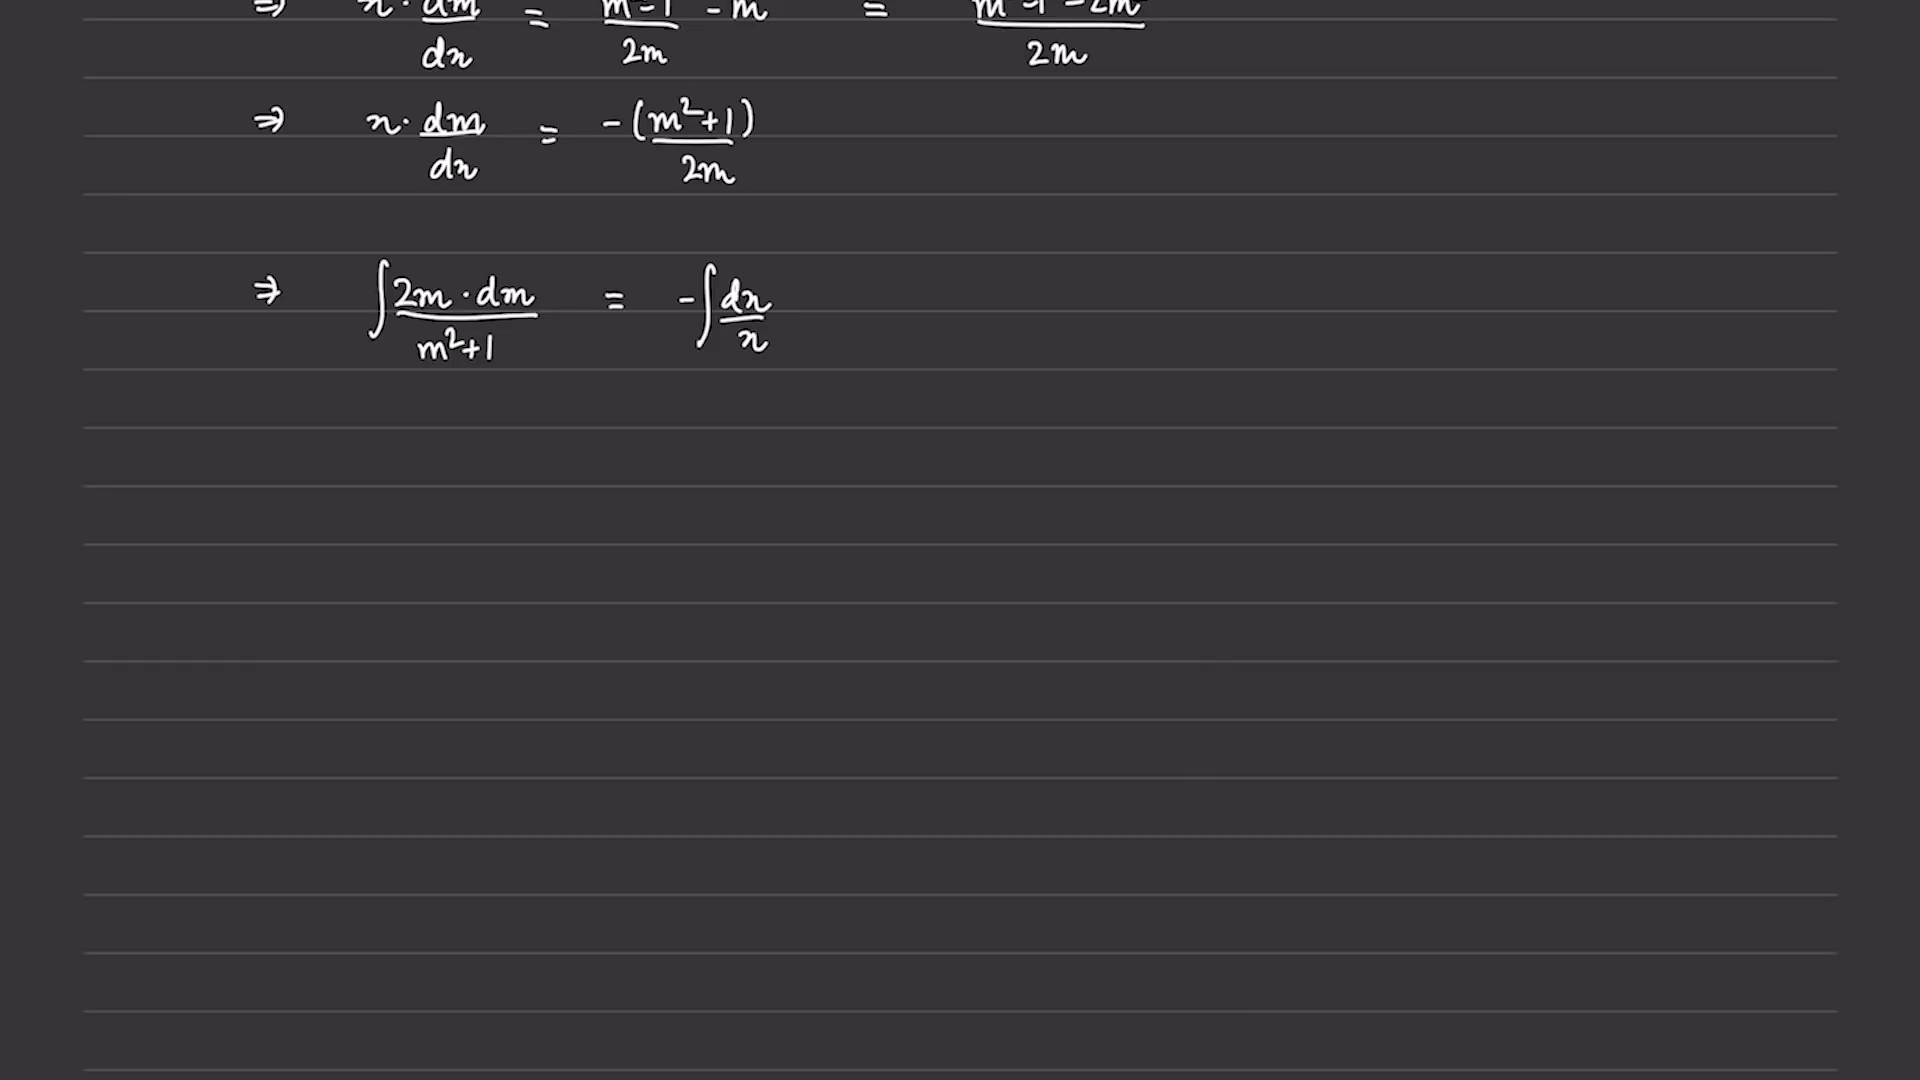 ⇒ x · dm/dx = m²-1/2m - m = m²-1-2m²/2m
⇒ x · dm/dx = -(m²+1)/2m
⇒ ∫ 2m · dm/m²+1 = -∫ dx/x